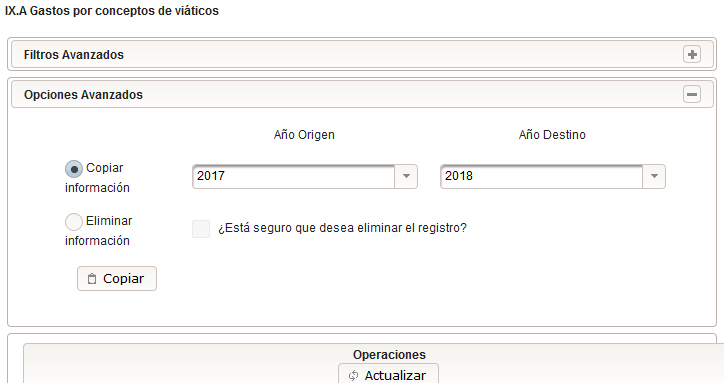 IX.A Gastos por conceptos de viáticos
Filtros Avanzados
Opciones Avanzados
Año Origen
Año Destino
Copiar
información
2017
2018
Eliminar
información
¿Está seguro que desea eliminar el registro?
Copiar
Operaciones
Actualizar